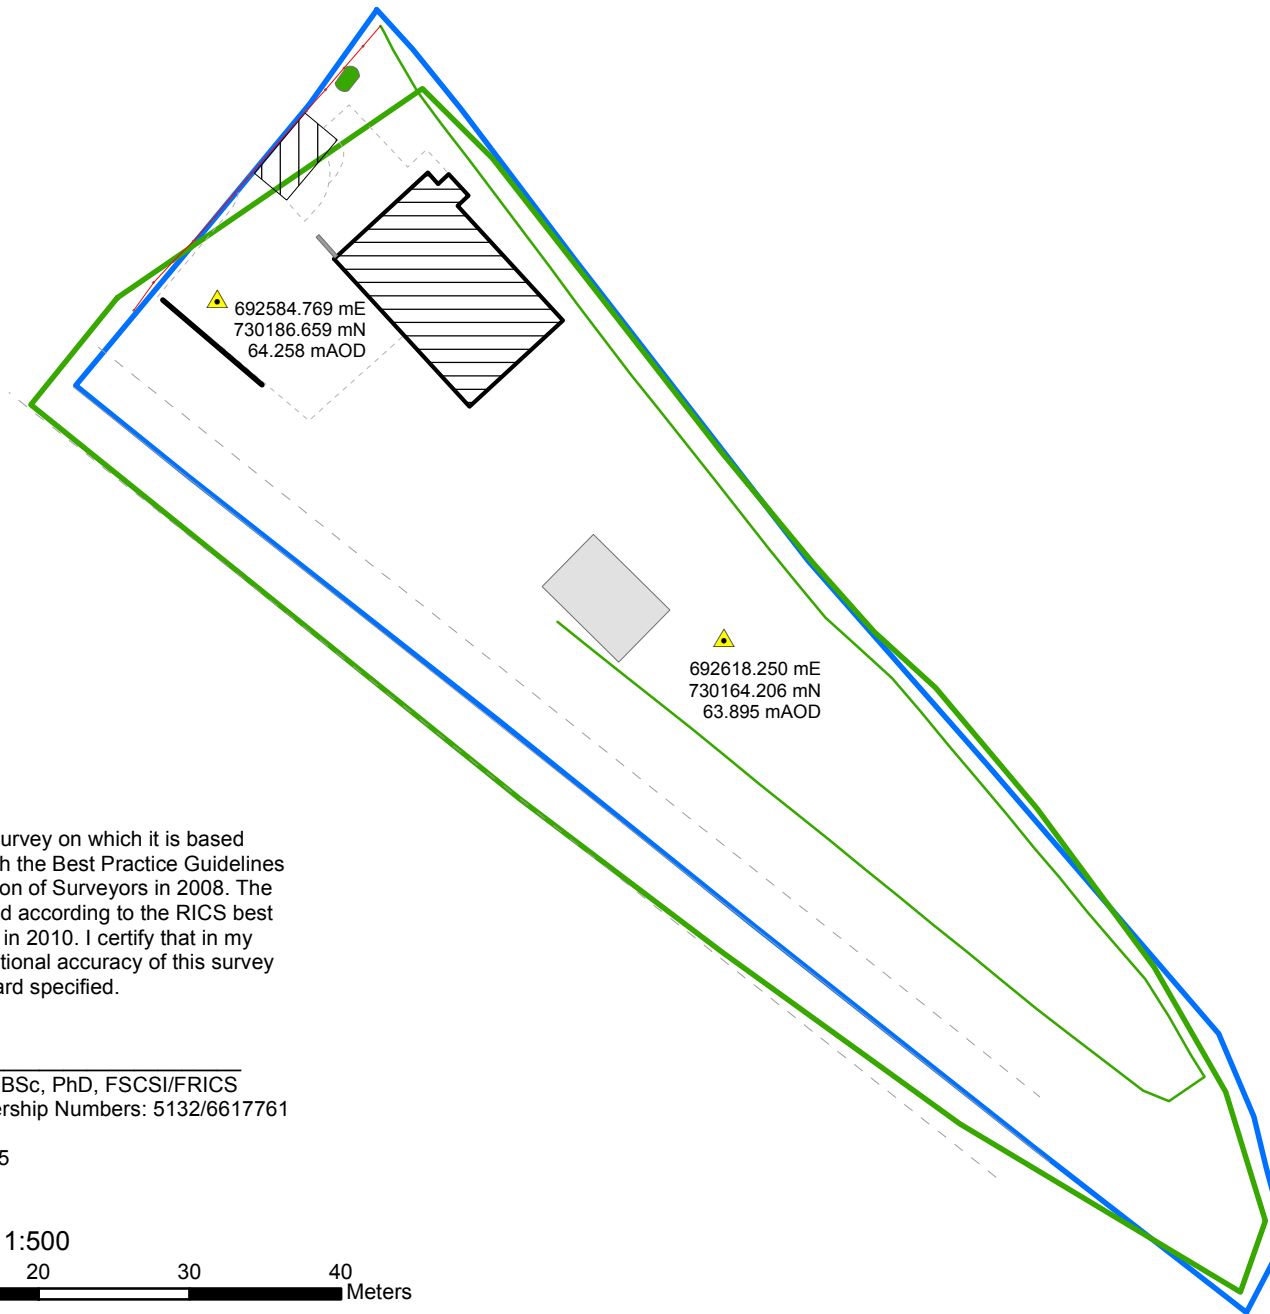 692584.769 mE
730186.659 mN
64.258 mAOD
692618.250 mE
730164.206 mN
63.895 mAOD
urvey on which it is based
h the Best Practice Guidelines
ion of Surveyors in 2008. The
d according to the RICS best
in 2010. I certify that in my
tional accuracy of this survey
ard specified.
BSc, PhD, FSCSI/FRICS
ership Numbers: 5132/6617761
5
1:500
20 30 40
Meters